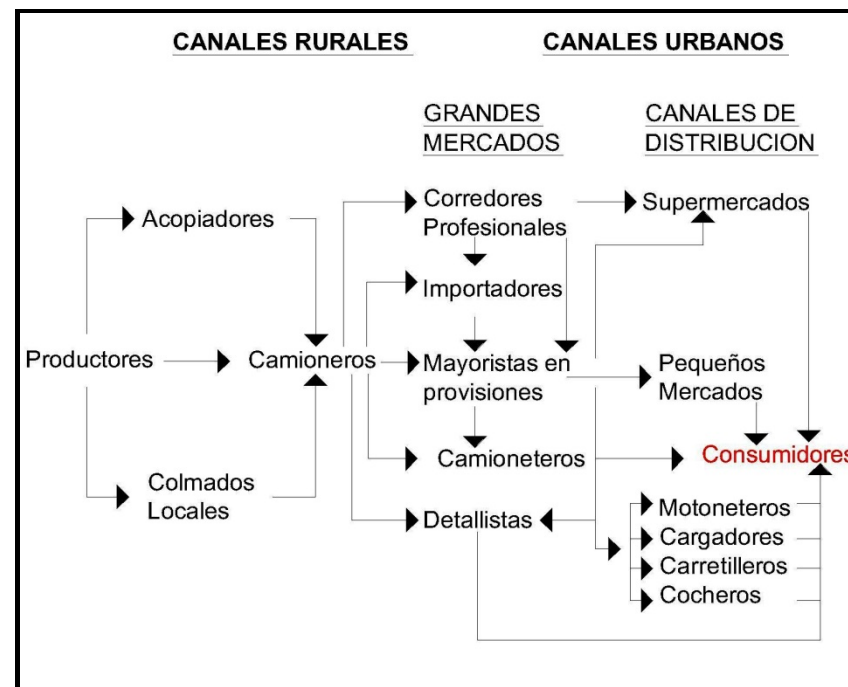 CANALES RURALES
CANALES URBANOS
GRANDES
MERCADOS
CANALES DE
DISTRIBUCION
Corredores
Profesionales
Supermercados
Acopiadores
Importadores
Productores
Camioneros
Mayoristas en
provisiones
Pequeños
Mercados
Camioneteros
Consumidores
Colmados
Locales
Detallistas
Motoneteros
Cargadores
Carretilleros
Cocheros